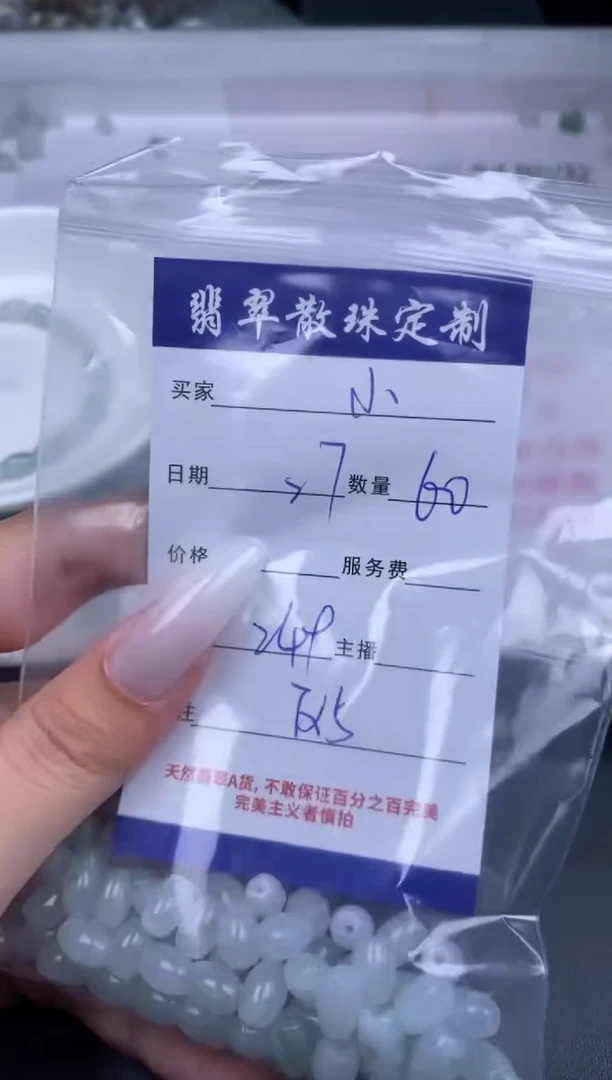 翡翠散珠定制
买家 小
日期 27 数量 60
价格 服务费
249 主播
注
天然翡翠A货,不敢保证百分之百完美
完美主义者慎拍